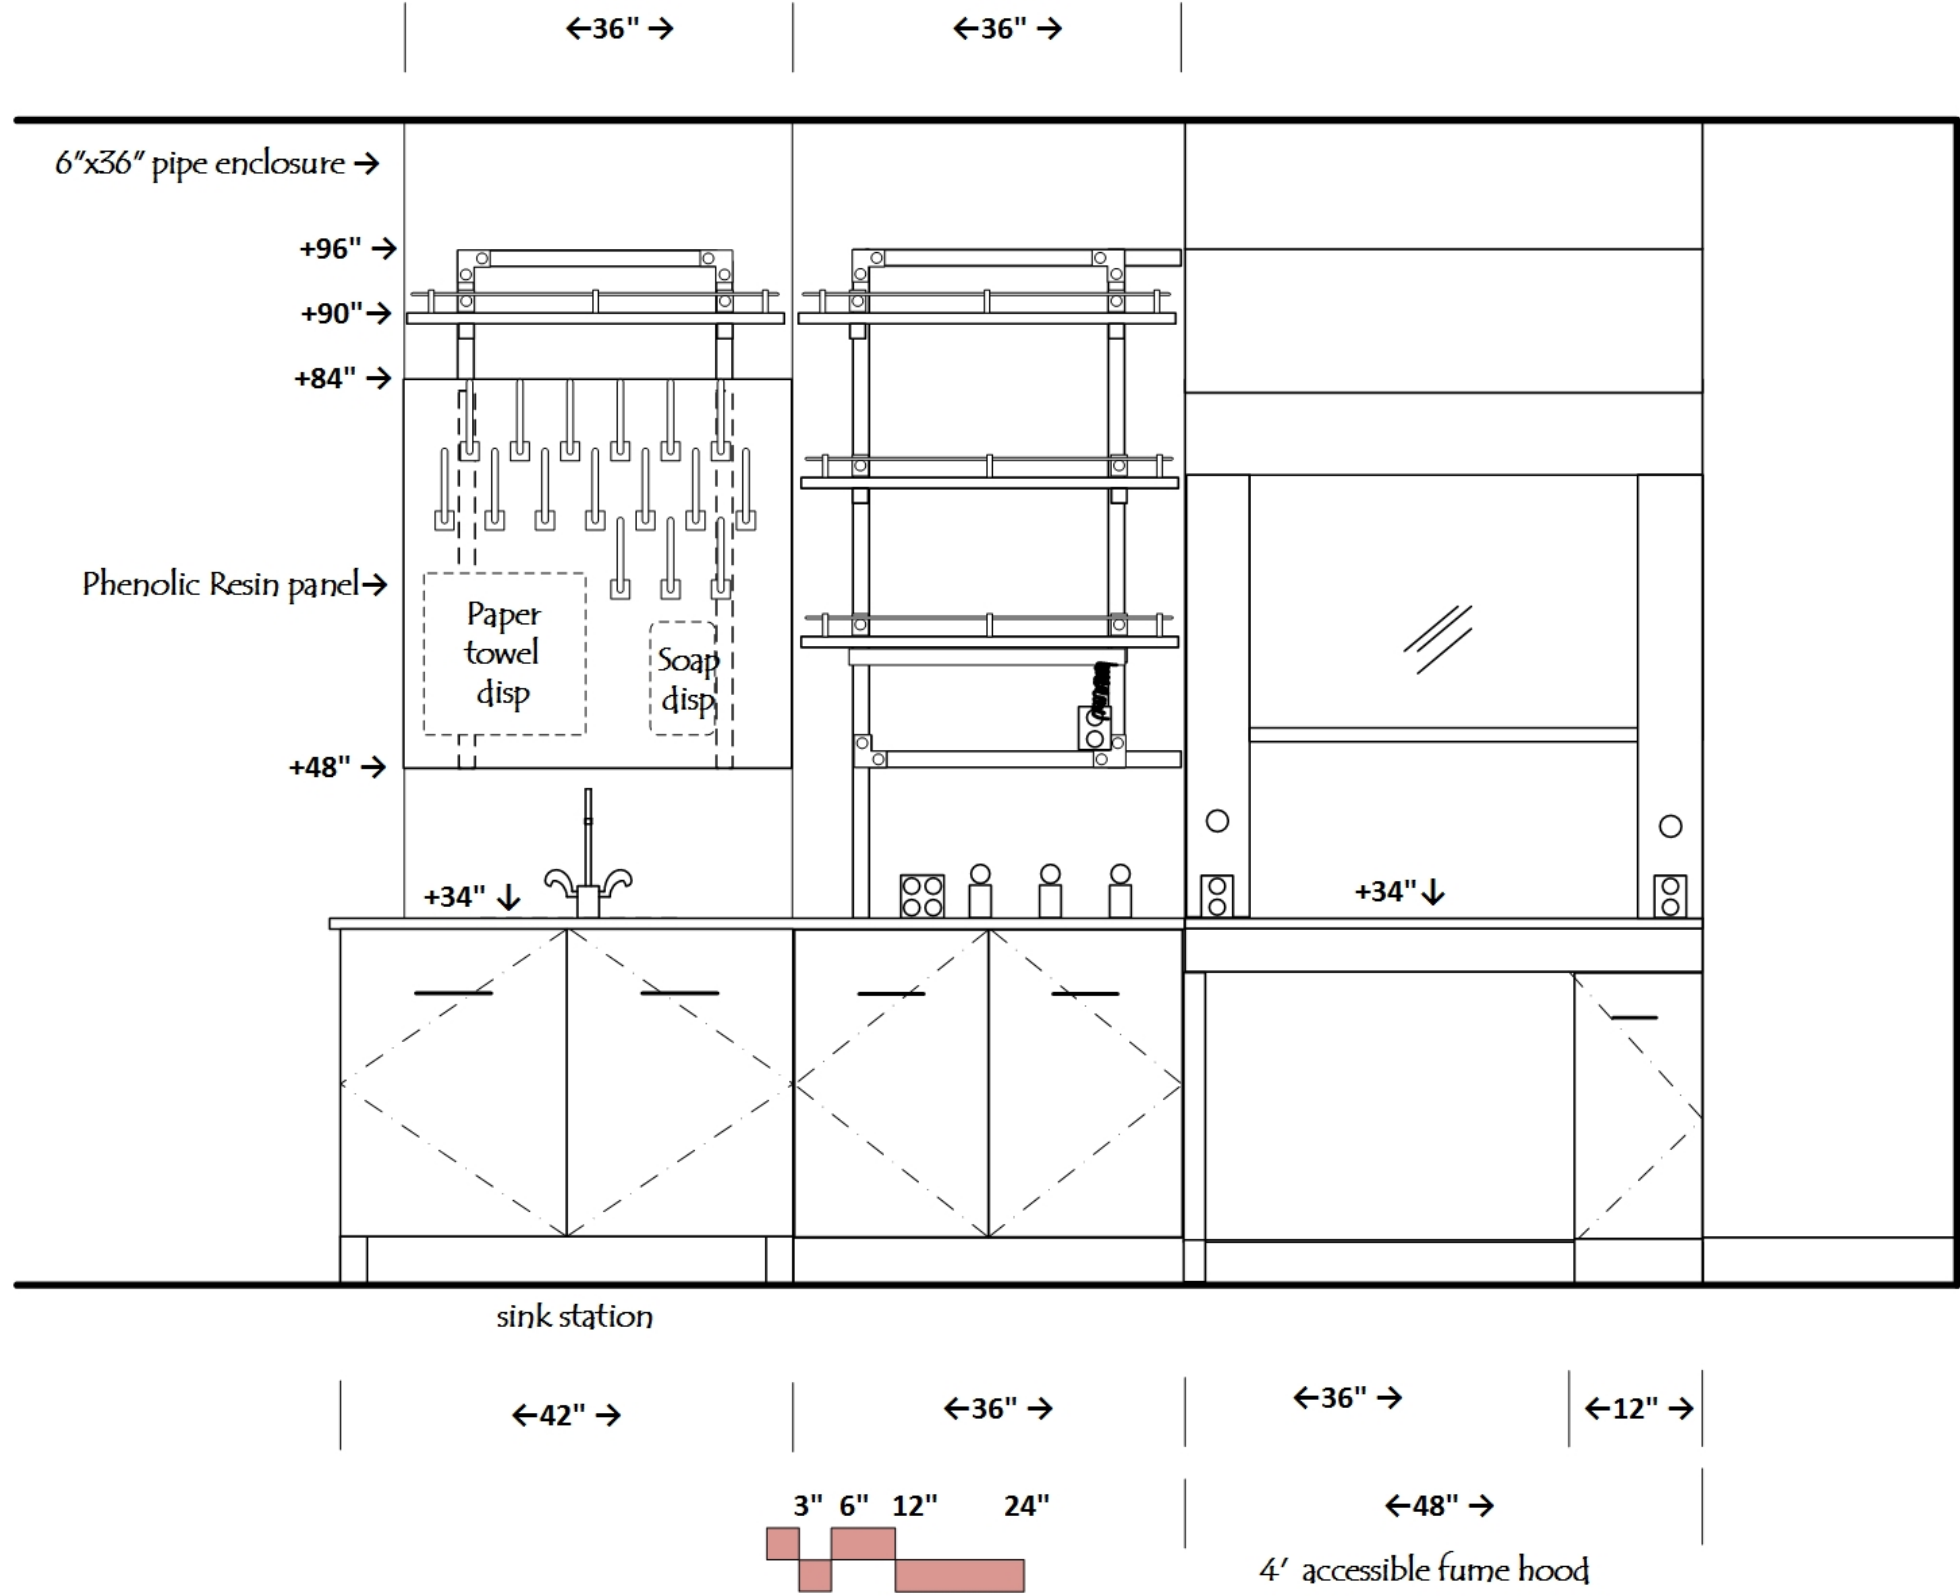 ←36" →
←36" →
6"x36" pipe enclosure →
+96" →
+90"→
+84" →
Phenolic Resin panel→
Paper
towel
disp
Soap
disp
+48" →
+34" ↓
+34"↓
sink station
←42" →
←36" →
←36" →
←12" →
3" 6" 12" 24"
←48" →
4' accessible fume hood